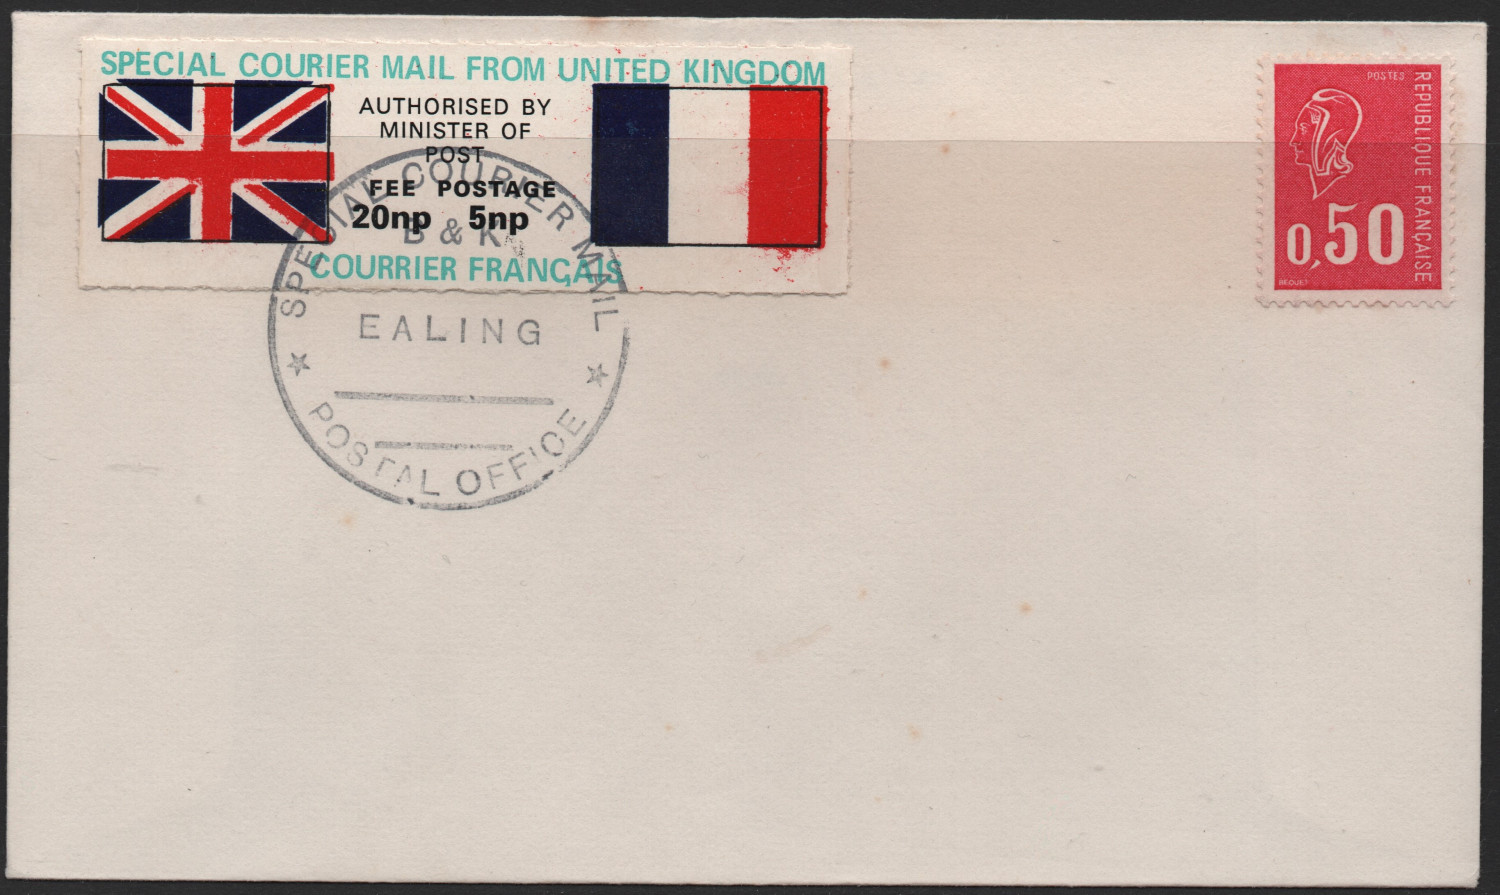 SPECIAL COURIER MAIL FROM UNITED KINGDOM
AUTHORISED BY
MINISTER OF
POST
FEE POSTAGE
20np 5np
COURRIER FRANÇAIS
SPECIAL COURIER MAIL
B & K
EALING
POSTAL OFFICE
POSTES
REPUBLIQUE FRANÇAISE
0,50
BEQUET